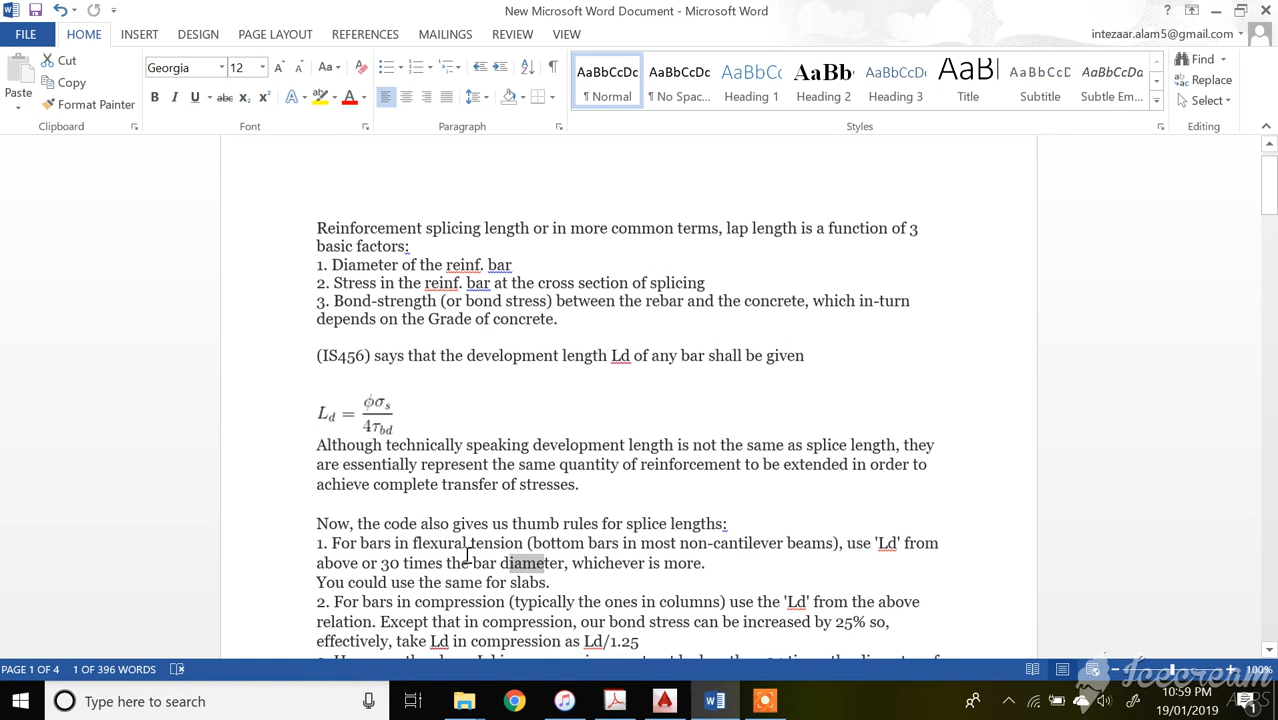 New Microsoft Word Document - Microsoft Word
FILE HOME INSERT DESIGN PAGE LAYOUT REFERENCES MAILINGS REVIEW VIEW intezaar.alam5@gmail.com
Paste Cut Copy Format Painter
Georgia 12
AaBbCcDc AaBbCcDc AaBbCc AaBb AaBbCc AaBl AaBbCcD AaBbCcDc
¶ Normal ¶ No Spac... Heading 1 Heading 2 Heading 3 Title Subtitle Subtle Em...
Find Replace Select
Clipboard Font Paragraph Styles Editing
Reinforcement splicing length or in more common terms, lap length is a function of 3
basic factors:
1. Diameter of the reinf. bar
2. Stress in the reinf. bar at the cross section of splicing
3. Bond-strength (or bond stress) between the rebar and the concrete, which in-turn
depends on the Grade of concrete.
(IS456) says that the development length Ld of any bar shall be given
L_d = ϕσ_s / 4τ_bd
Although technically speaking development length is not the same as splice length, they
are essentially represent the same quantity of reinforcement to be extended in order to
achieve complete transfer of stresses.
Now, the code also gives us thumb rules for splice lengths:
1. For bars in flexural tension (bottom bars in most non-cantilever beams), use 'Ld' from
above or 30 times the bar diameter, whichever is more.
You could use the same for slabs.
2. For bars in compression (typically the ones in columns) use the 'Ld' from the above
relation. Except that in compression, our bond stress can be increased by 25% so,
effectively, take Ld in compression as Ld/1.25
PAGE 1 OF 4 1 OF 396 WORDS 100%
Icecream
APPS
Type here to search
10:59 PM
19/01/2019